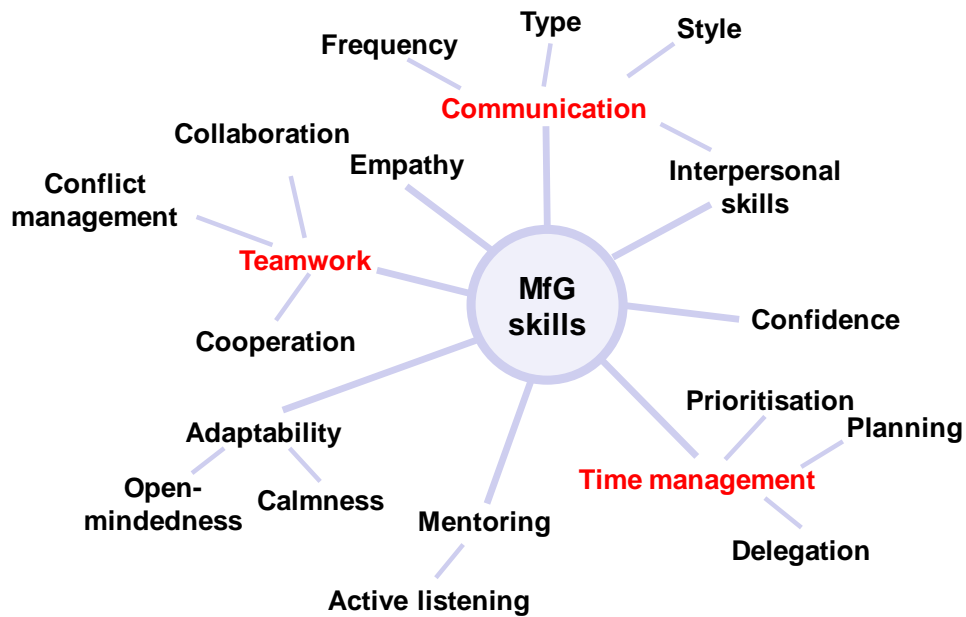 Type
Style
Frequency
Communication
Collaboration
Empathy
Interpersonal
skills
Conflict
management
Teamwork
MfG
skills
Confidence
Cooperation
Prioritisation
Planning
Adaptability
Time management
Open-
mindedness
Calmness
Mentoring
Delegation
Active listening